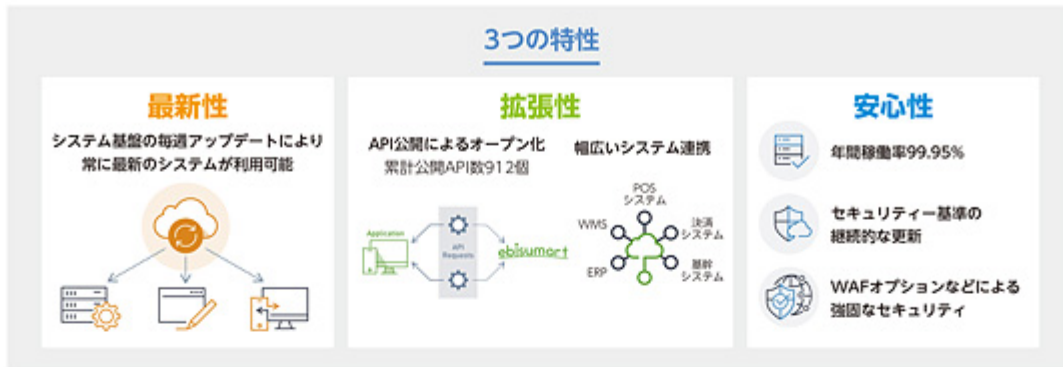 3つの特性
最新性
システム基盤の毎週アップデートにより
常に最新のシステムが利用可能
拡張性
API公開によるオープン化
累計公開API数912個
Application
API
Requests
ebisumart
幅広いシステム連携
POS
システム
WMS
決済
システム
ERP
基幹
システム
安心性
年間稼働率99.95%
セキュリティー基準の
継続的な更新
WAFオプションなどによる
強固なセキュリティ